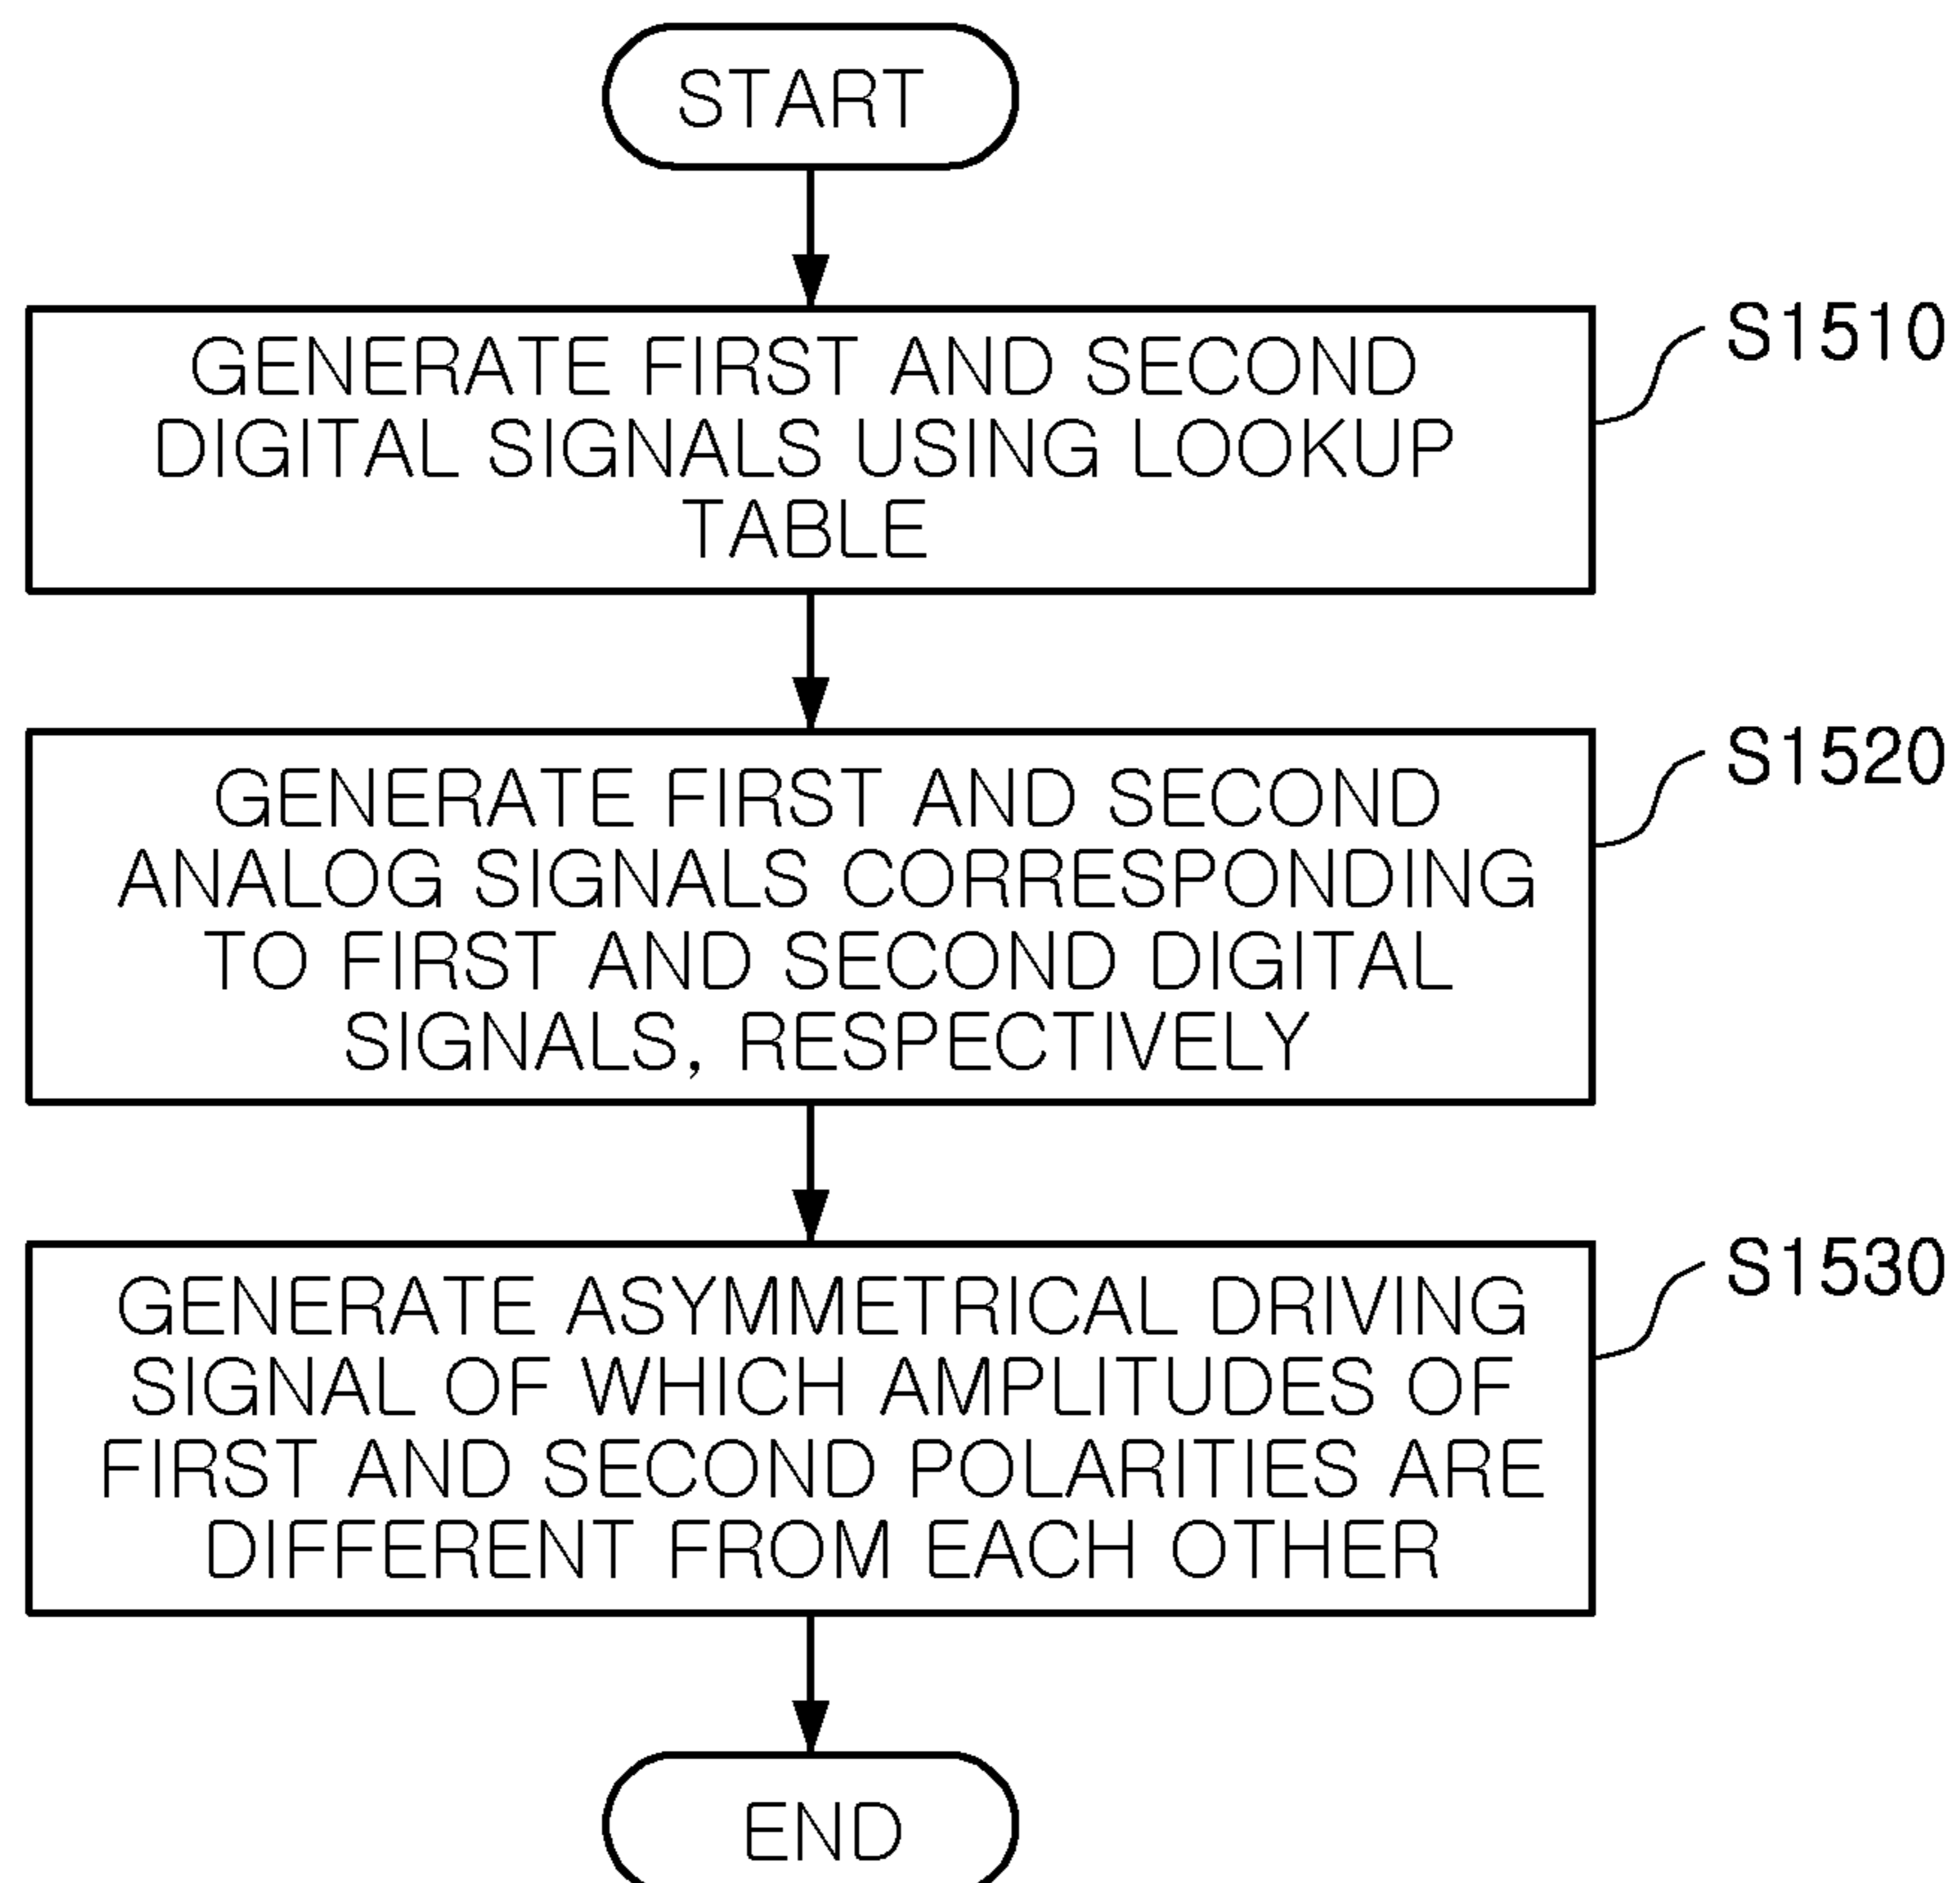 START
GENERATE FIRST AND SECOND
DIGITAL SIGNALS USING LOOKUP
TABLE
S1510
GENERATE FIRST AND SECOND
ANALOG SIGNALS CORRESPONDING
TO FIRST AND SECOND DIGITAL
SIGNALS, RESPECTIVELY
S1520
GENERATE ASYMMETRICAL DRIVING
SIGNAL OF WHICH AMPLITUDES OF
FIRST AND SECOND POLARITIES ARE
DIFFERENT FROM EACH OTHER
S1530
END